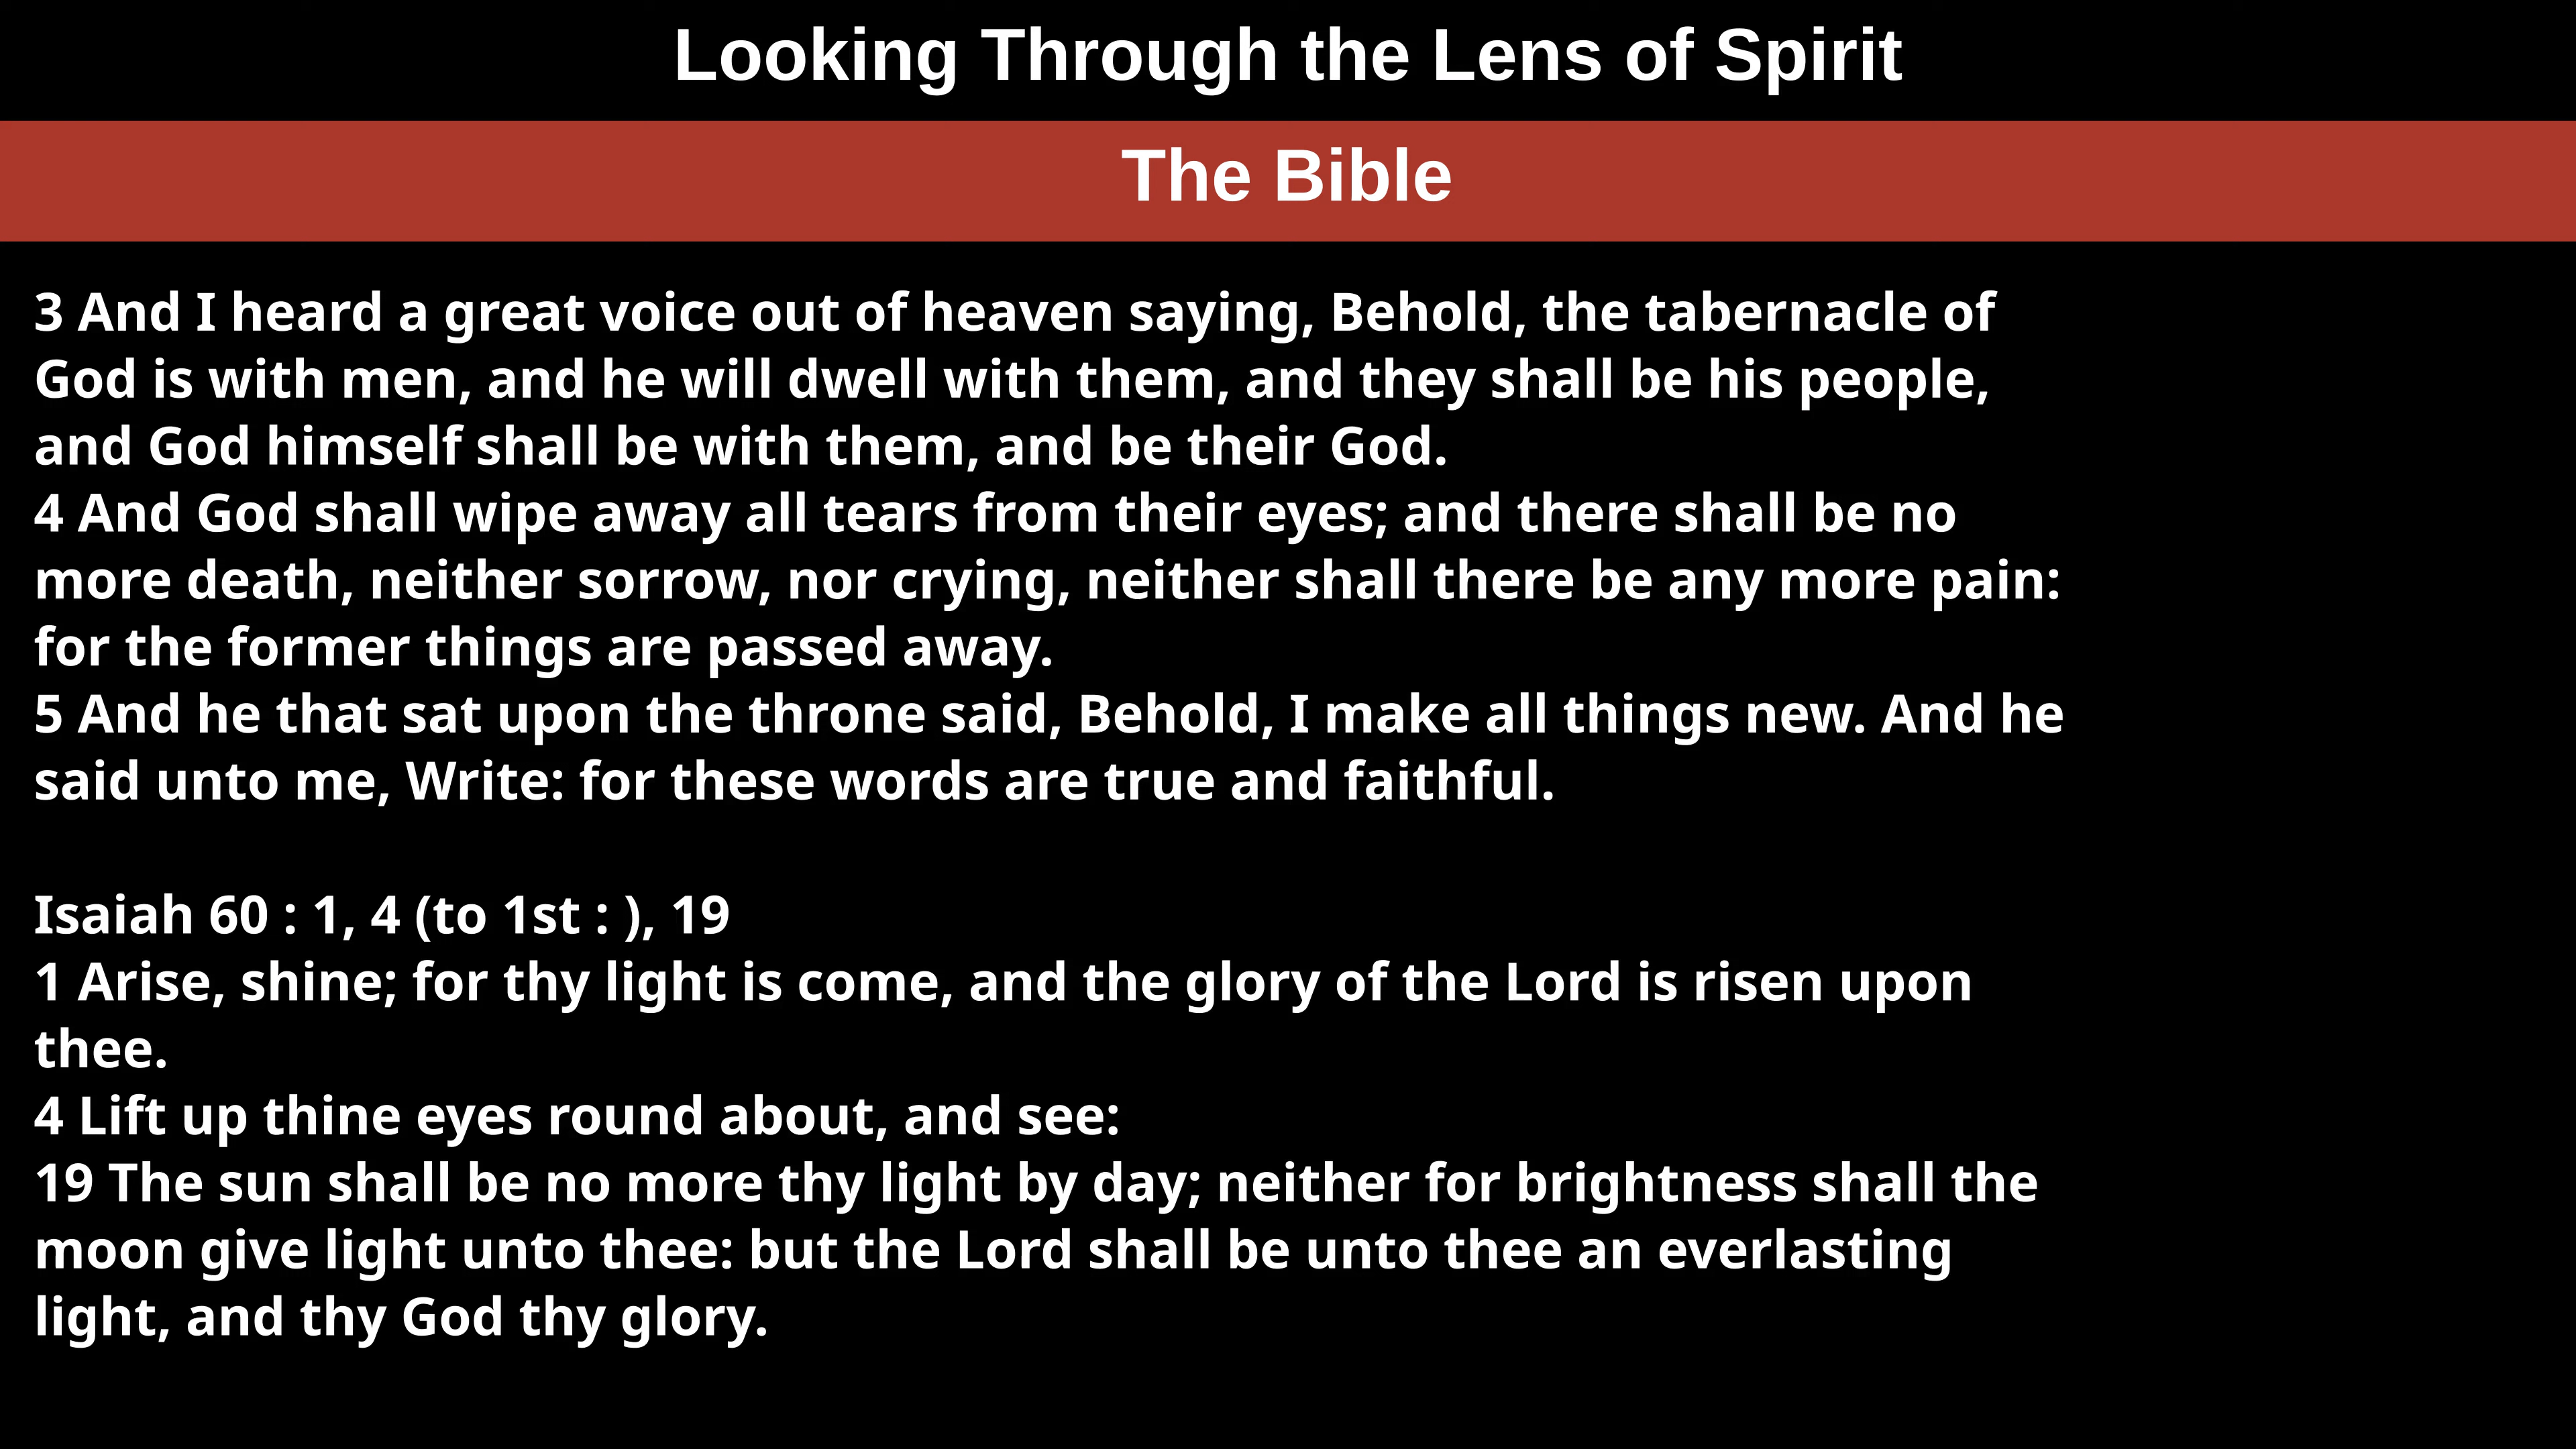 Looking Through the Lens of Spirit
The Bible
3 And I heard a great voice out of heaven saying, Behold, the tabernacle of
God is with men, and he will dwell with them, and they shall be his people,
and God himself shall be with them, and be their God.
4 And God shall wipe away all tears from their eyes; and there shall be no
more death, neither sorrow, nor crying, neither shall there be any more pain:
for the former things are passed away.
5 And he that sat upon the throne said, Behold, I make all things new. And he
said unto me, Write: for these words are true and faithful.
Isaiah 60 : 1, 4 (to 1st : ), 19
1 Arise, shine; for thy light is come, and the glory of the Lord is risen upon
thee.
4 Lift up thine eyes round about, and see:
19 The sun shall be no more thy light by day; neither for brightness shall the
moon give light unto thee: but the Lord shall be unto thee an everlasting
light, and thy God thy glory.